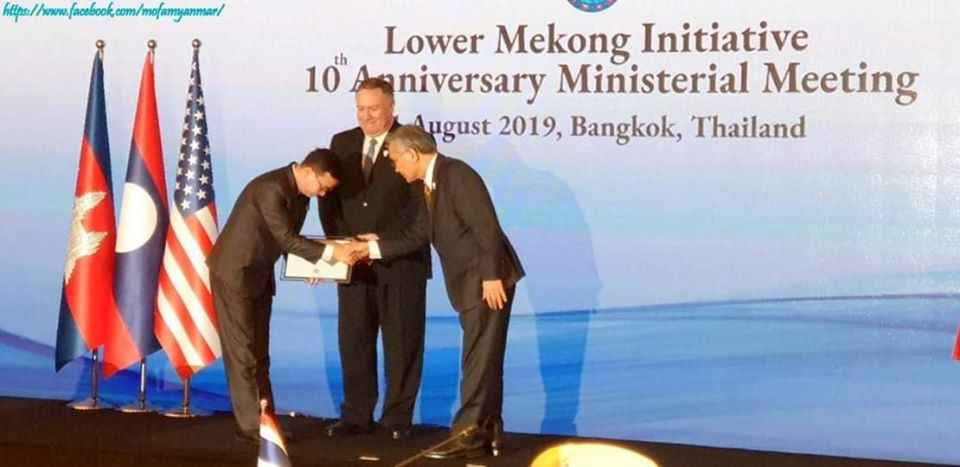 https://www.facebook.com/mofamyanmar/
Lower Mekong Initiative
10th Anniversary Ministerial Meeting
August 2019, Bangkok, Thailand